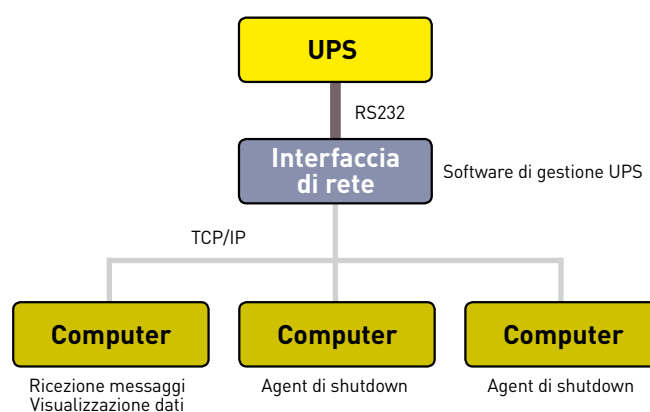 UPS
RS232
Interfaccia
di rete
Software di gestione UPS
TCP/IP
Computer
Computer
Computer
Ricezione messaggi
Visualizzazione dati
Agent di shutdown
Agent di shutdown